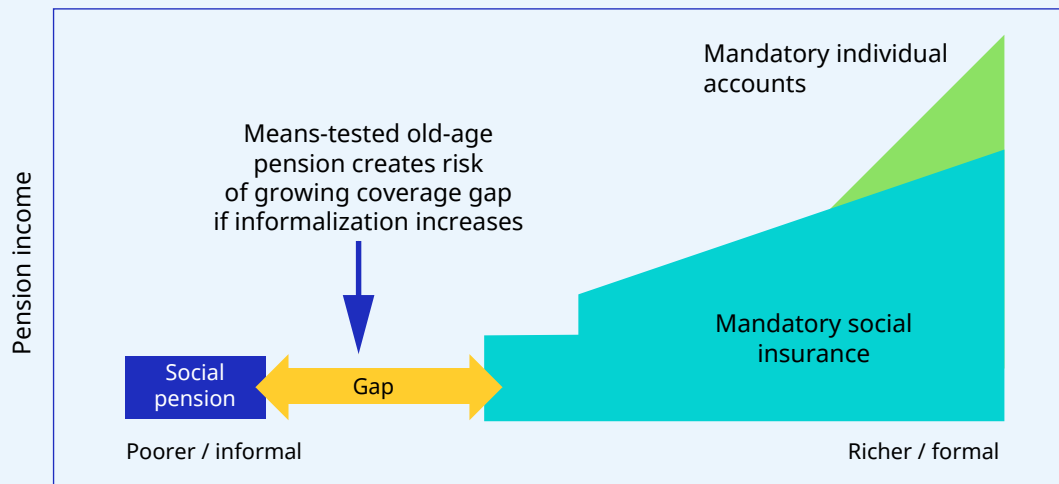 Mandatory individual
accounts
Means-tested old-age
pension creates risk
of growing coverage gap
if informalization increases
Pension income
Mandatory social
insurance
Social
pension
Gap
Poorer / informal
Richer / formal